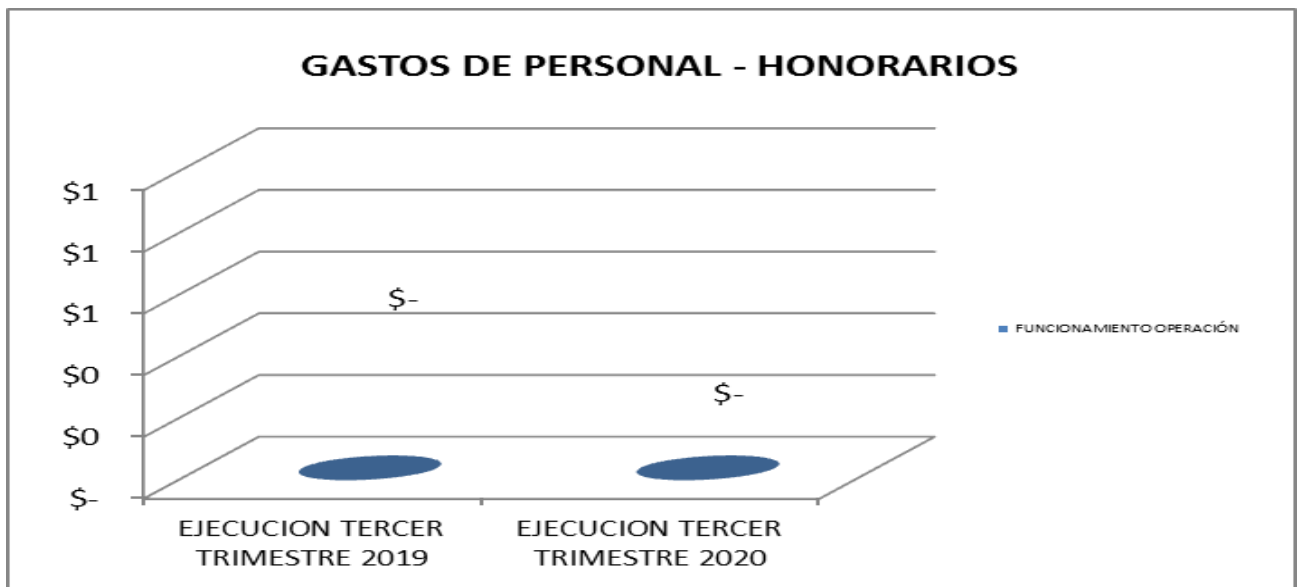 GASTOS DE PERSONAL - HONORARIOS
$1
$1
$1
$0
$0
$-
$-
$-
FUNCIONAMIENTO OPERACIÓN
EJECUCION TERCER
TRIMESTRE 2019
EJECUCION TERCER
TRIMESTRE 2020